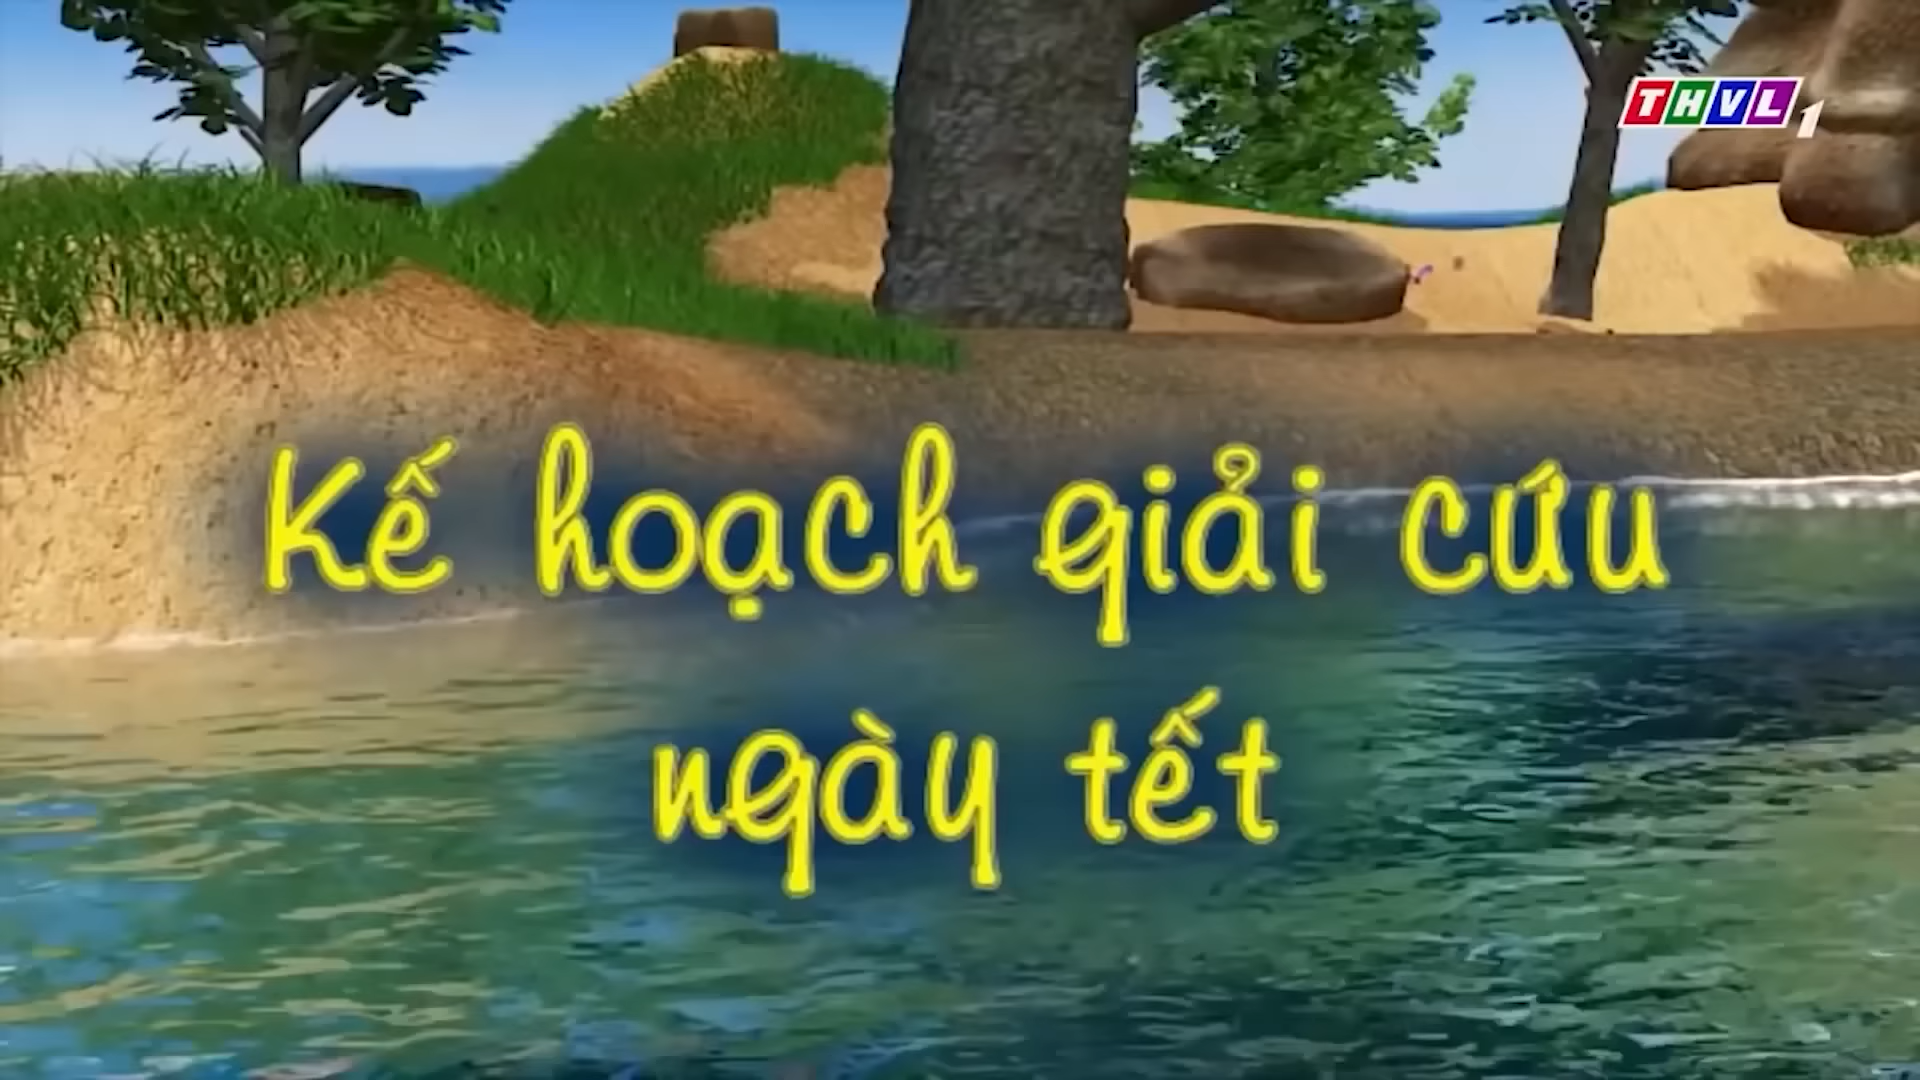 THVL1
Kế hoạch giải cứu
ngày tết